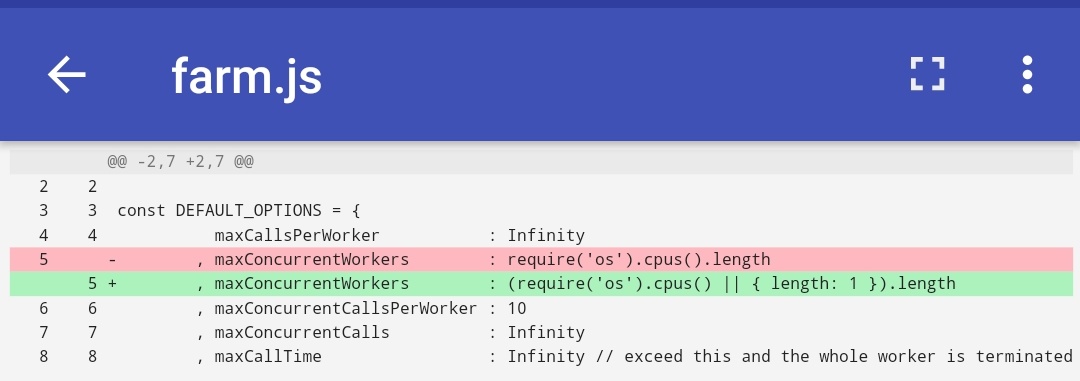 farm.js
@@ -2,7 +2,7 @@
2 2
3 3 const DEFAULT_OPTIONS = {
4 4 maxCallsPerWorker : Infinity
5 - , maxConcurrentWorkers : require('os').cpus().length
5 + , maxConcurrentWorkers : (require('os').cpus() || { length: 1 }).length
6 6 , maxConcurrentCallsPerWorker : 10
7 7 , maxConcurrentCalls : Infinity
8 8 , maxCallTime : Infinity // exceed this and the whole worker is terminated